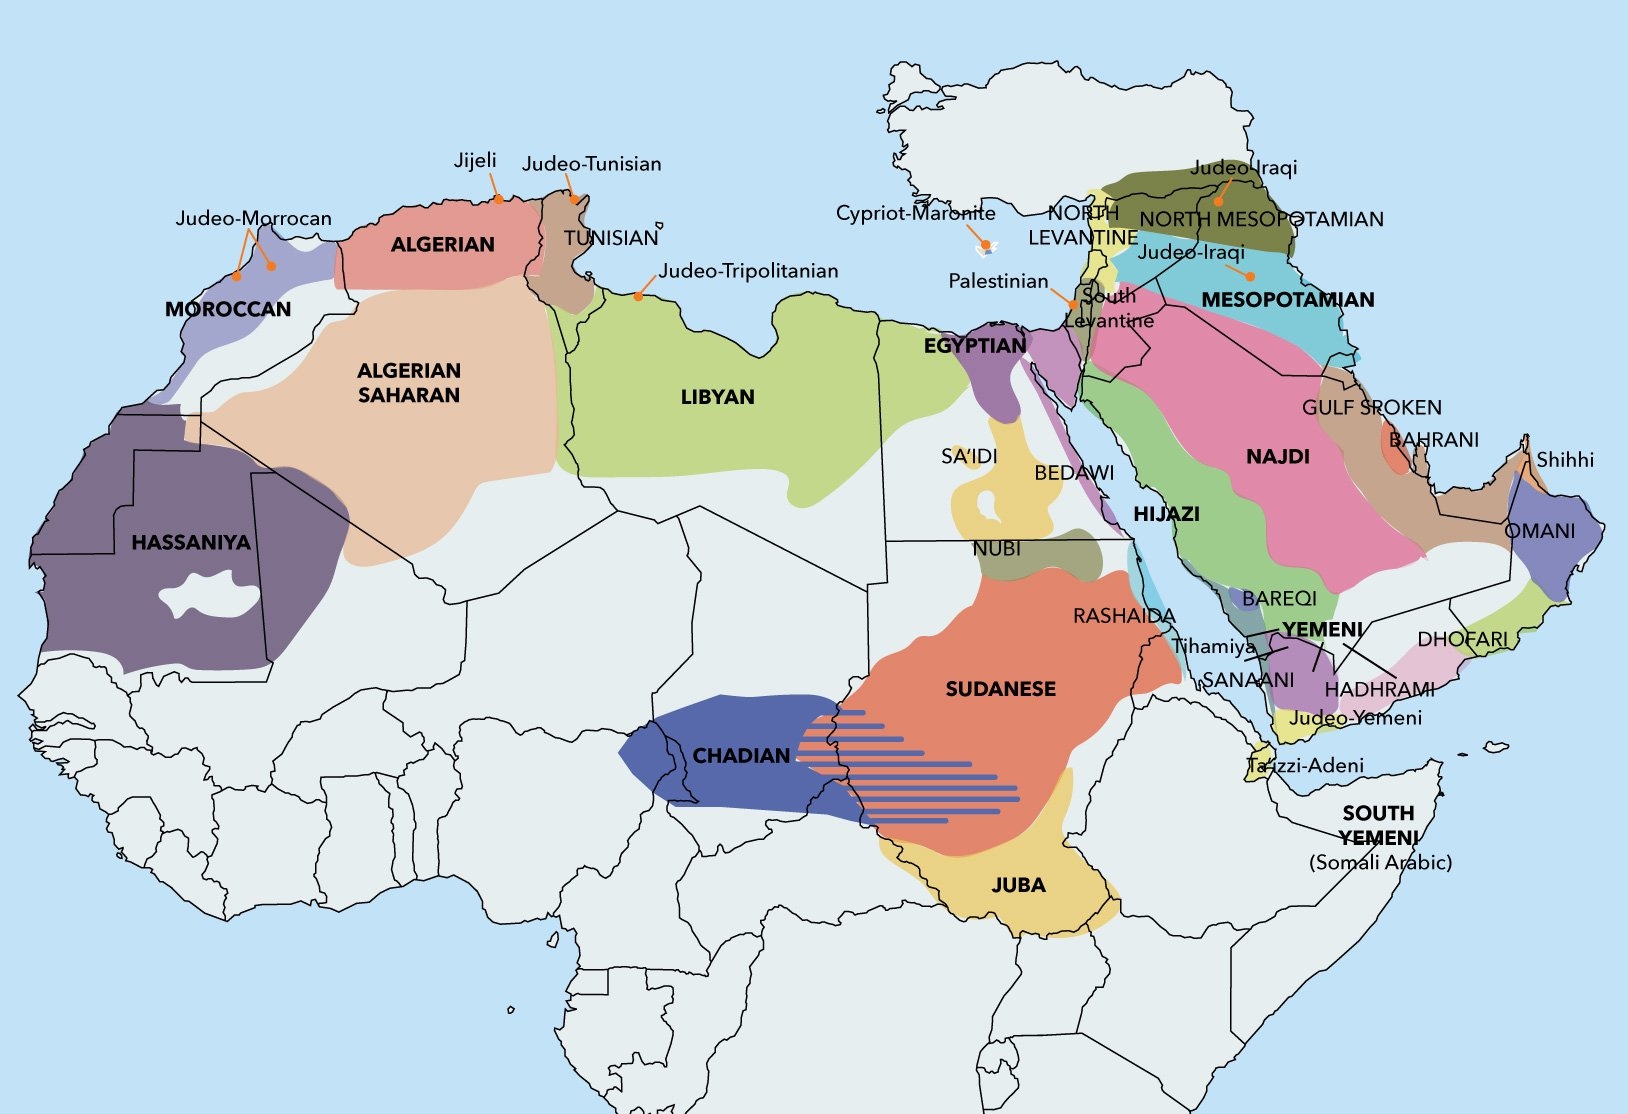 Jijeli
Judeo-Tunisian
Judeo-Iraqi
Judeo-Morrocan
Cypriot-Maronite
NORTH
LEVANTINE
NORTH MESOPOTAMIAN
ALGERIAN
TUNISIAN
Judeo-Iraqi
Judeo-Tripolitanian
Palestinian
South
Levantine
MESOPOTAMIAN
MOROCCAN
EGYPTIAN
ALGERIAN
SAHARAN
LIBYAN
GULF SPOKEN
BAHRANI
SA'IDI
BEDAWI
NAJDI
Shihhi
HIJAZI
OMANI
HASSANIYA
NUBI
BAREQI
RASHAIDA
YEMENI
Tihamiya
DHOFARI
SANAANI
HADHRAMI
SUDANESE
Judeo-Yemeni
CHADIAN
Ta'izzi-Adeni
SOUTH
YEMENI
(Somali Arabic)
JUBA